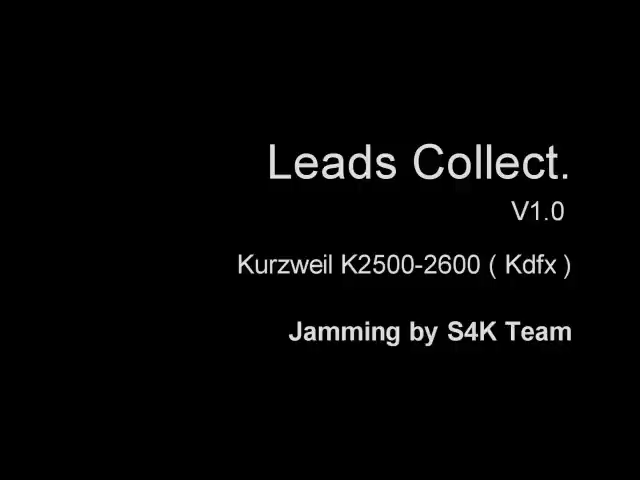 Leads Collect.
V1.0
Kurzweil K2500-2600 ( Kdfx )
Jamming by S4K Team